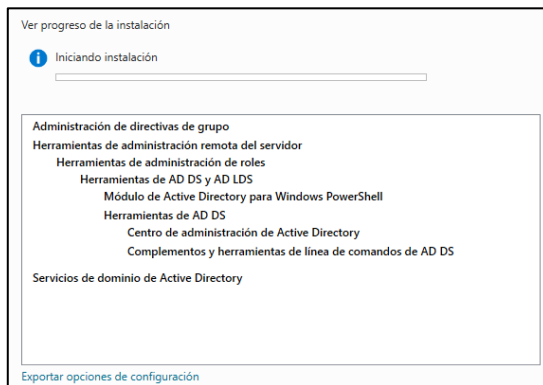 Ver progreso de la instalación
Iniciando instalación
Administración de directivas de grupo
Herramientas de administración remota del servidor
Herramientas de administración de roles
Herramientas de AD DS y AD LDS
Módulo de Active Directory para Windows PowerShell
Herramientas de AD DS
Centro de administración de Active Directory
Complementos y herramientas de línea de comandos de AD DS
Servicios de dominio de Active Directory
Exportar opciones de configuración